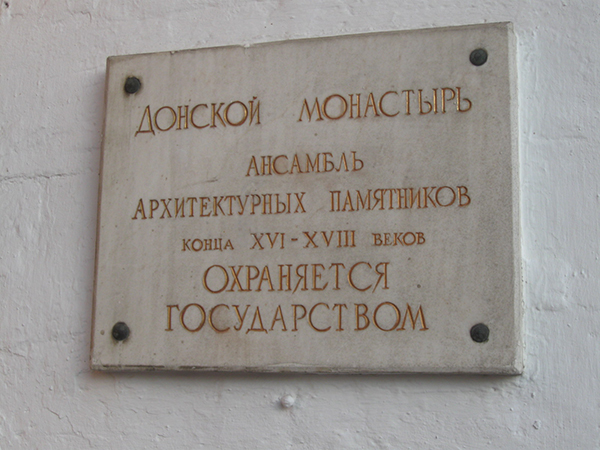 ДОНСКОЙ МОНАСТЫРЬ
АНСАМБЛЬ
АРХИТЕКТУРНЫХ ПАМЯТНИКОВ
КОНЦА XVI-XVIII ВЕКОВ
ОХРАНЯЕТСЯ
ГОСУДАРСТВОМ